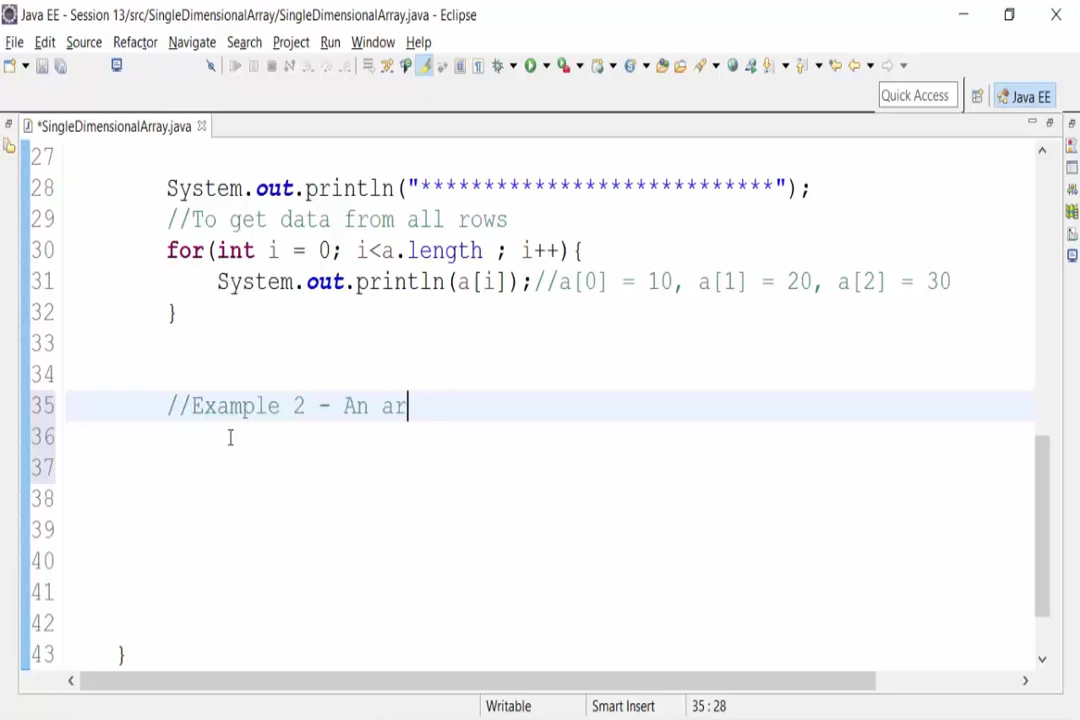 Java EE - Session 13/src/SingleDimensionalArray/SingleDimensionalArray.java - Eclipse
File Edit Source Refactor Navigate Search Project Run Window Help
Quick Access
Java EE
*SingleDimensionalArray.java
27
28 System.out.println("****************************");
29 //To get data from all rows
30 for(int i = 0; i<a.length ; i++){
31 System.out.println(a[i]);//a[0] = 10, a[1] = 20, a[2] = 30
32 }
33
34
35 //Example 2 - An ar
36
37
38
39
40
41
42
43 }
Writable Smart Insert 35 : 28